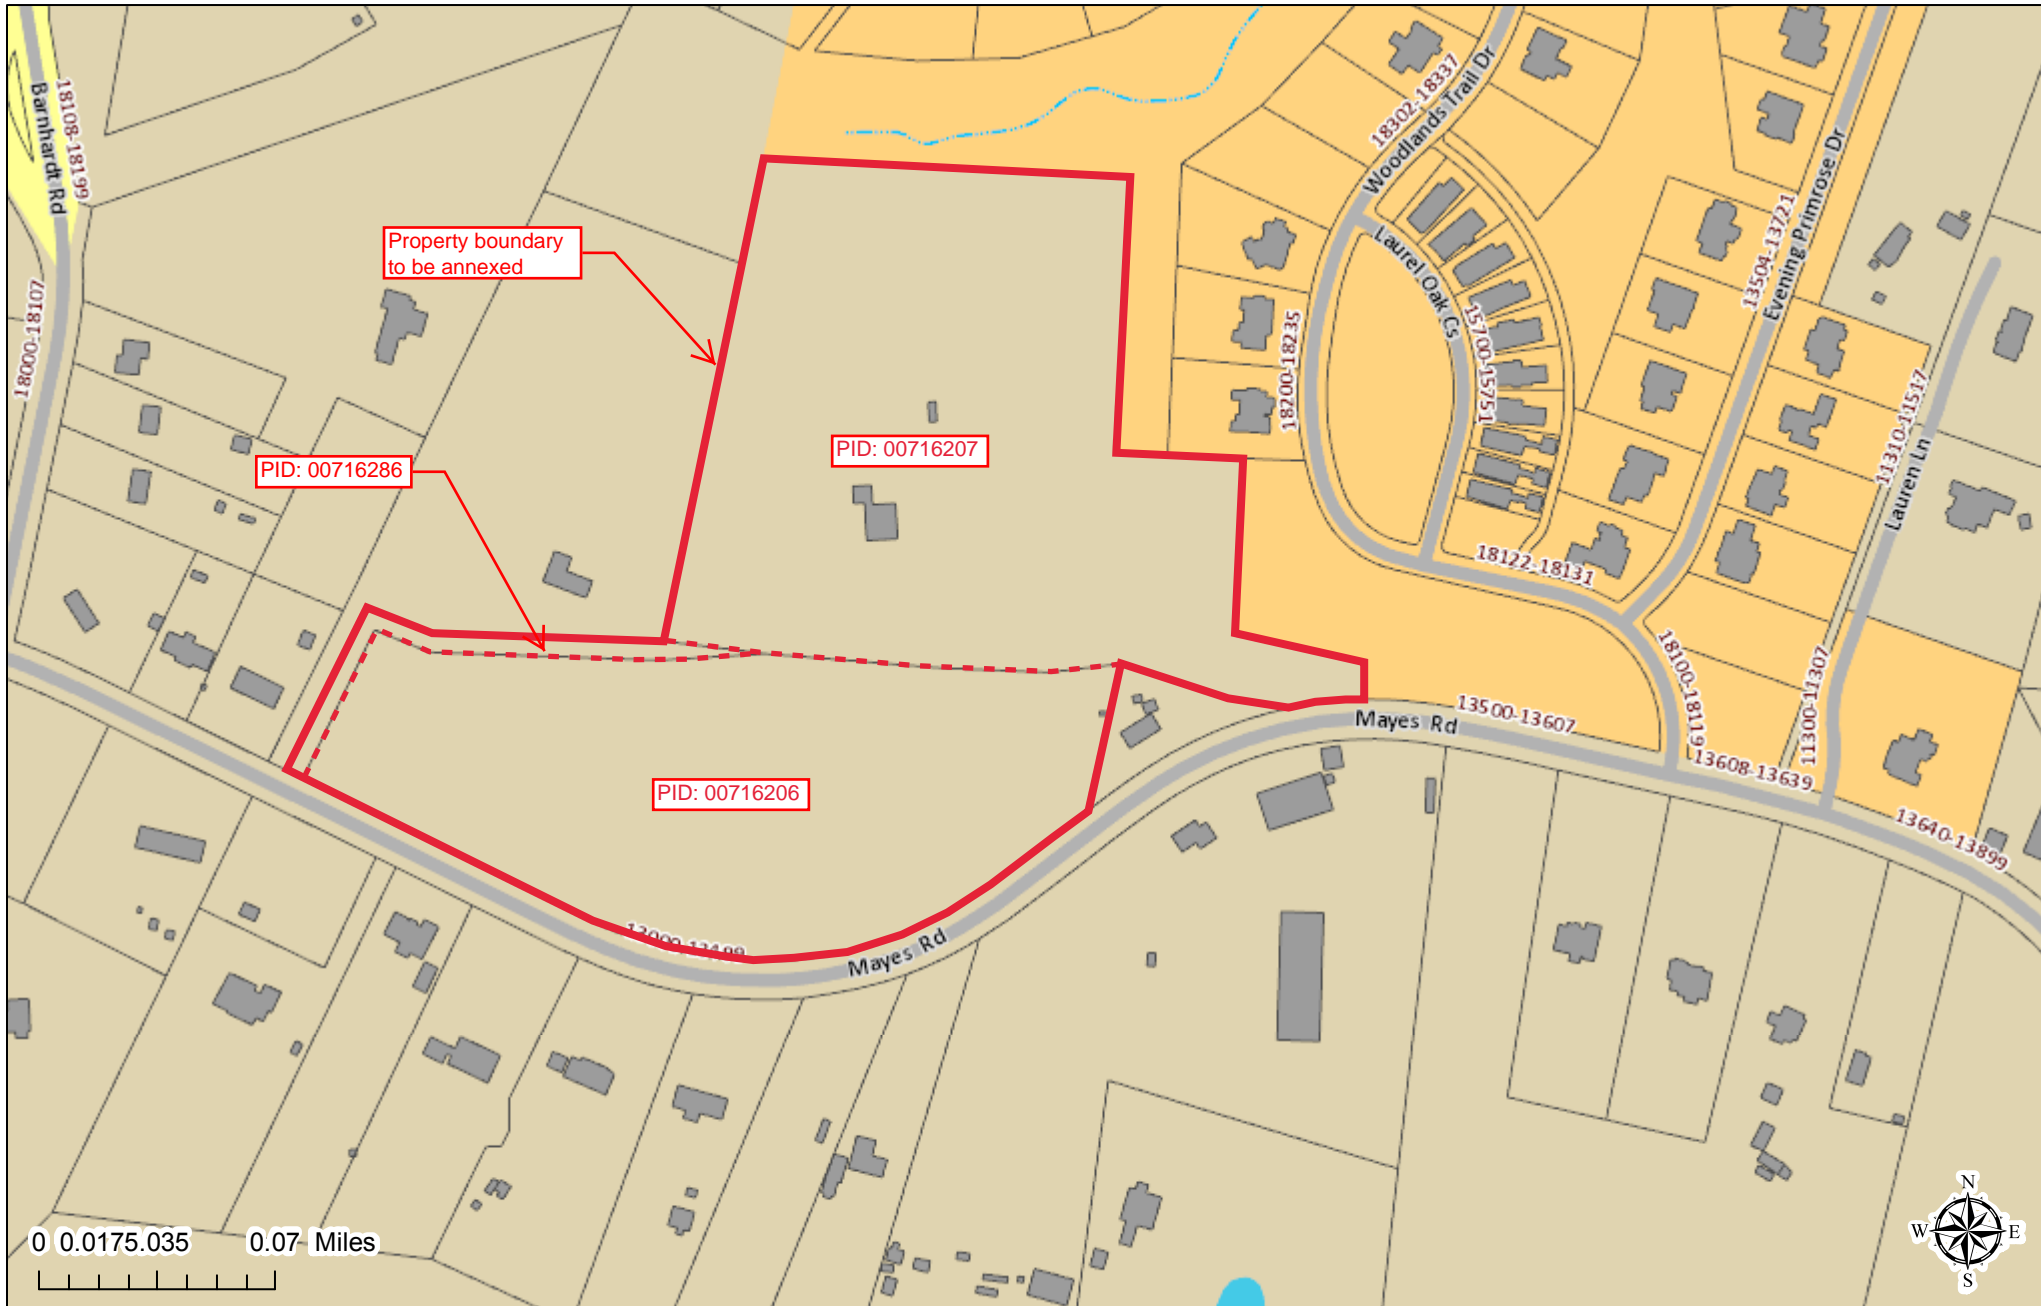 Barnhardt Rd
18108-18199
18000-18107
Property boundary
to be annexed
PID: 00716286
PID: 00716207
PID: 00716206
18302-18337
Woodlands Trail Dr
Laurel Oak Cs
15700-15751
18200-18235
18122-18131
13504-13721
Evening Primrose Dr
11310-11517
Lauren Ln
18100-18119
11300-11307
13500-13607
Mayes Rd
13608-13639
13640-13899
Mayes Rd
0 0.0175.035 0.07 Miles
N
W E
S